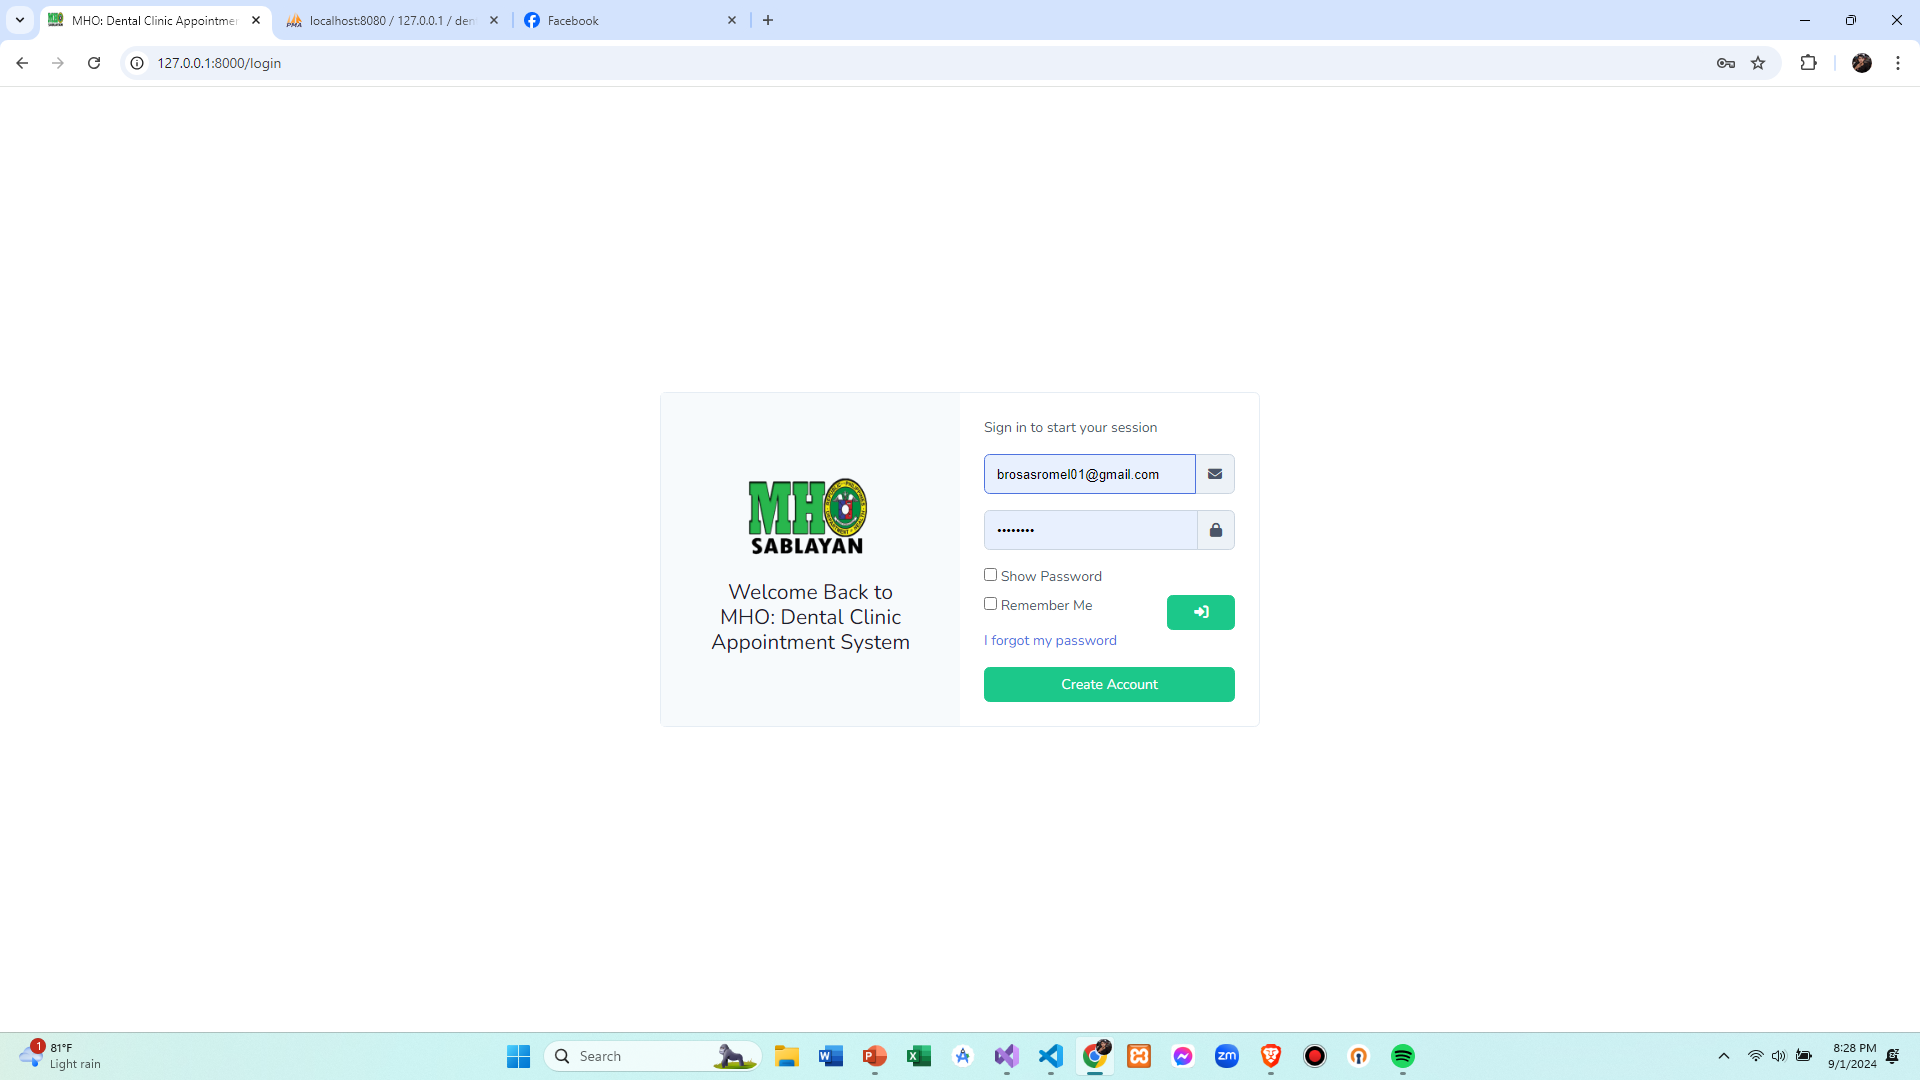 MHO: Dental Clinic Appointmen
localhost:8080 / 127.0.0.1 / den
Facebook
127.0.0.1:8000/login
Sign in to start your session
brosasromel01@gmail.com
••••••••
MHO
SABLAYAN
Show Password
Welcome Back to
MHO: Dental Clinic
Appointment System
Remember Me
I forgot my password
Create Account
1
81°F
Light rain
Search
zm
8:28 PM
9/1/2024